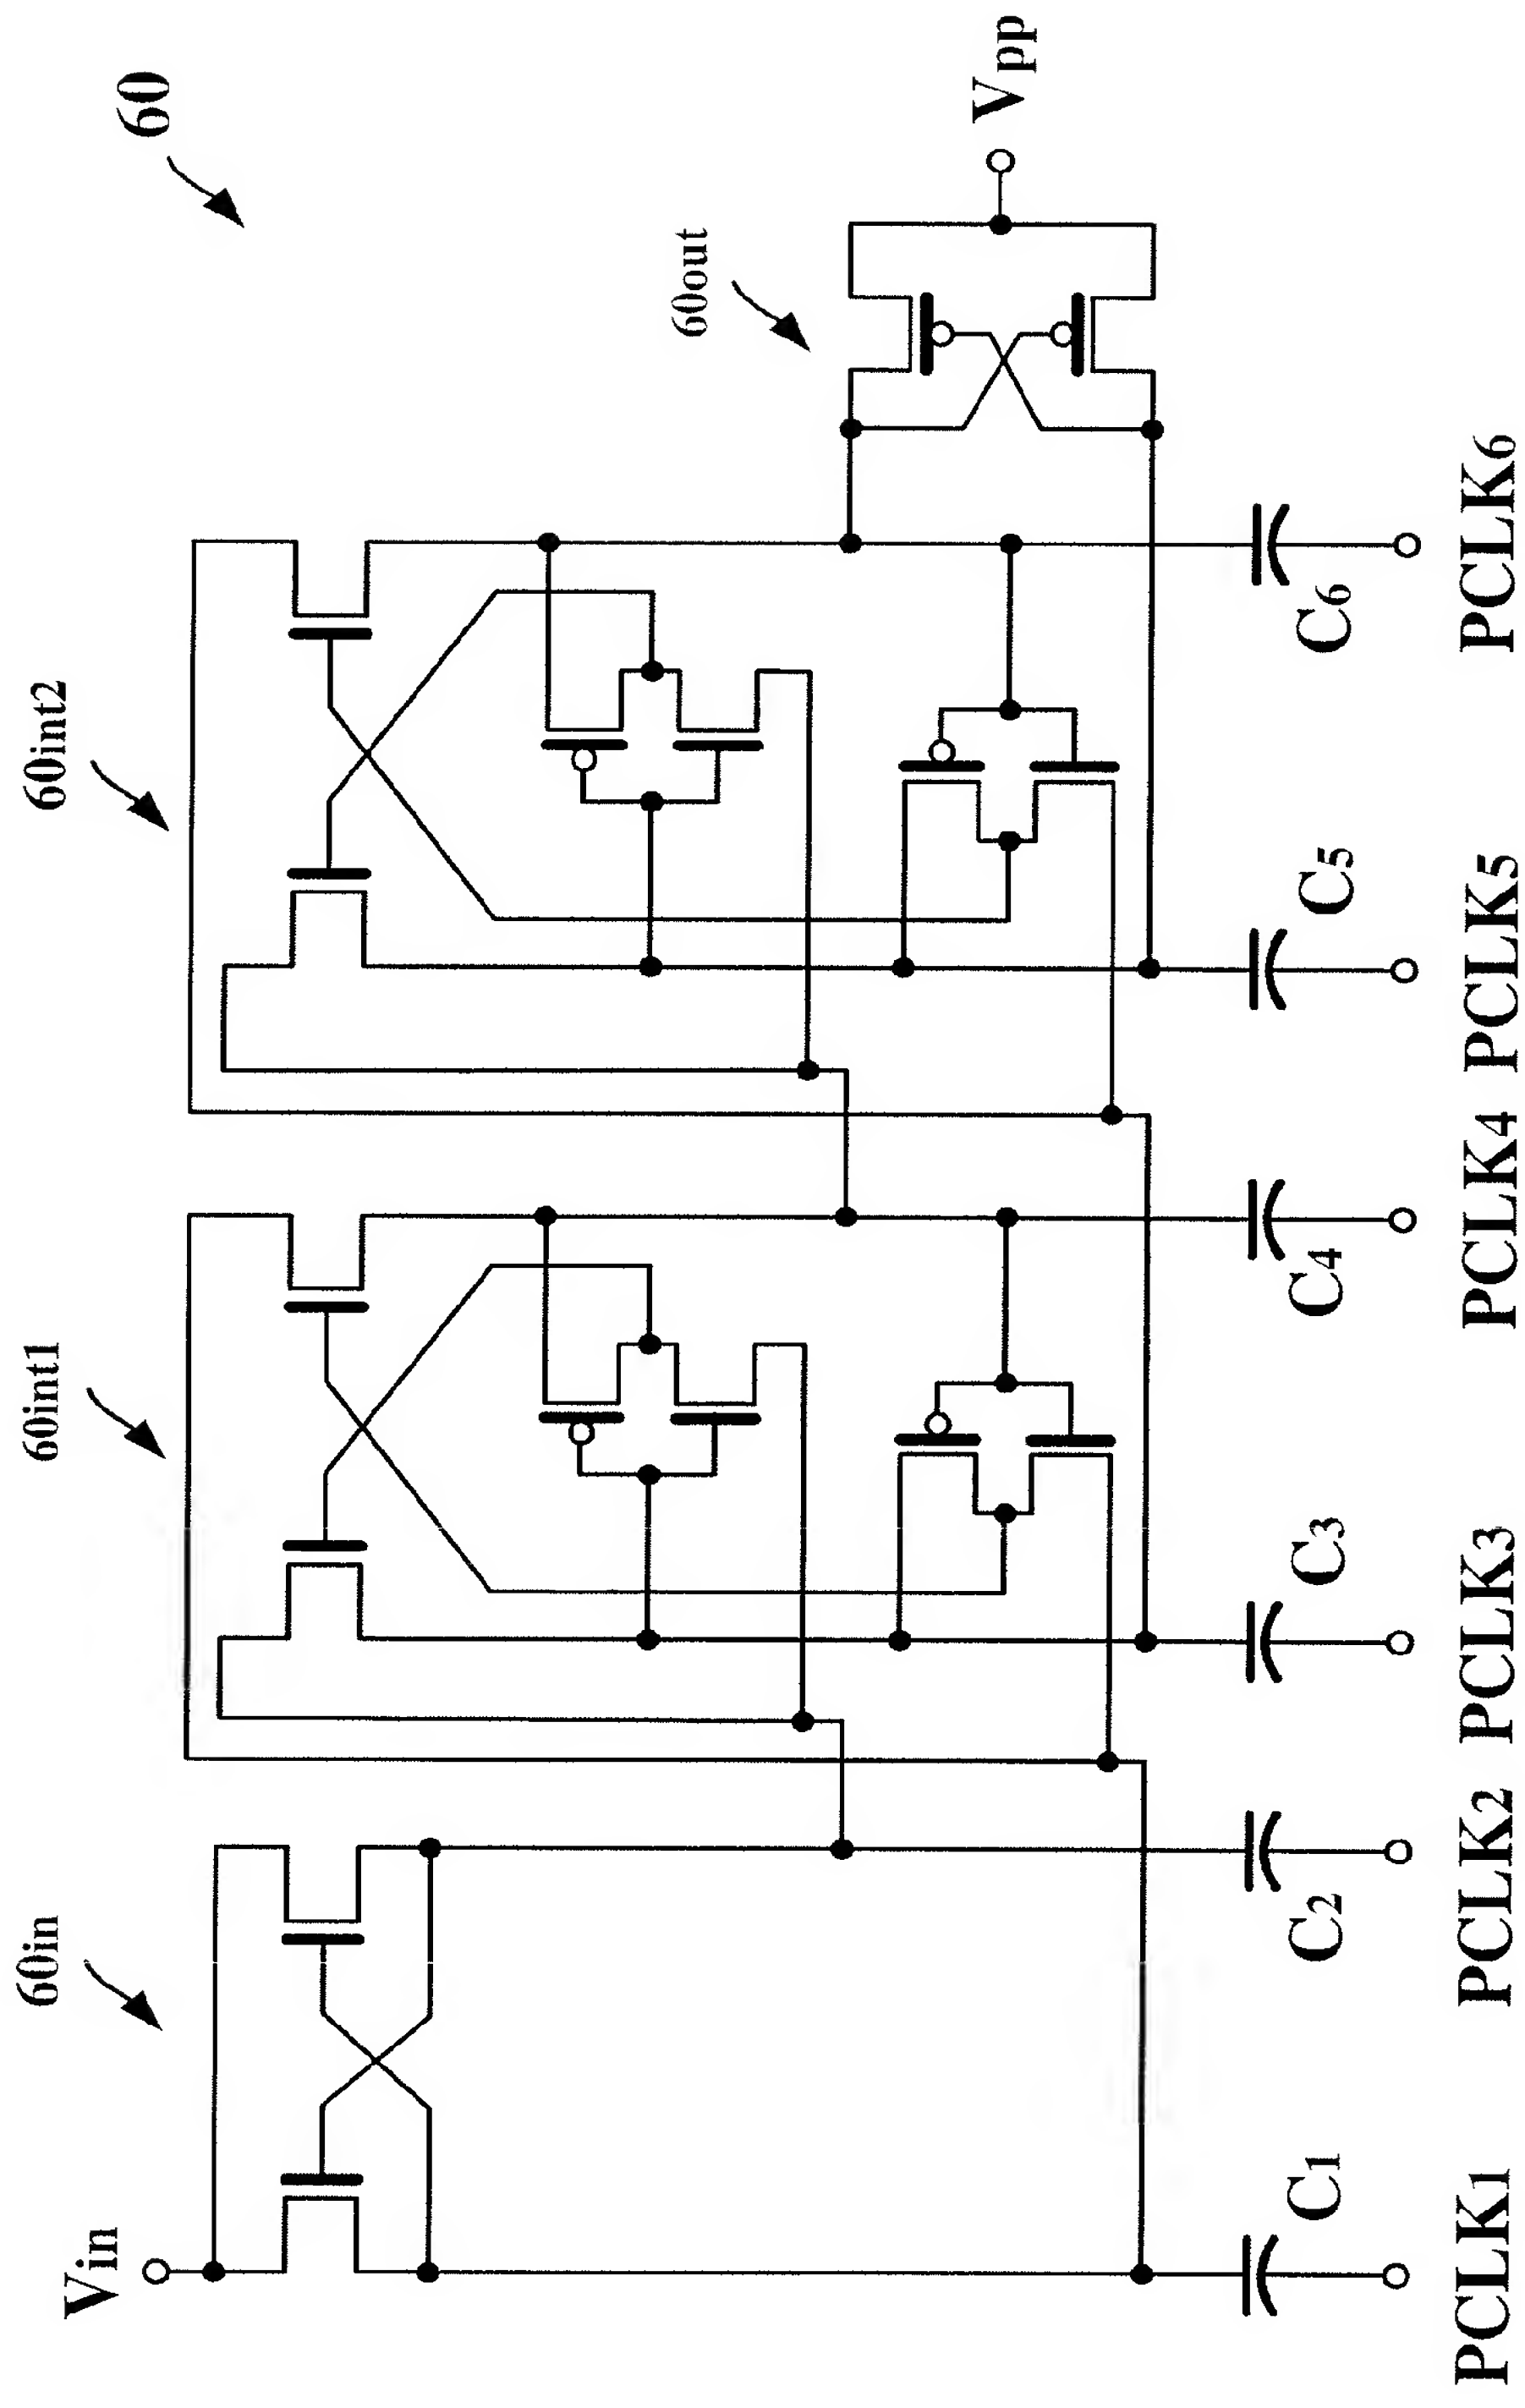 60
60in
60int1
60int2
60out
Vin
Vpp
C1
C2
C3
C4
C5
C6
PCLK1
PCLK2
PCLK3
PCLK4
PCLK5
PCLK6